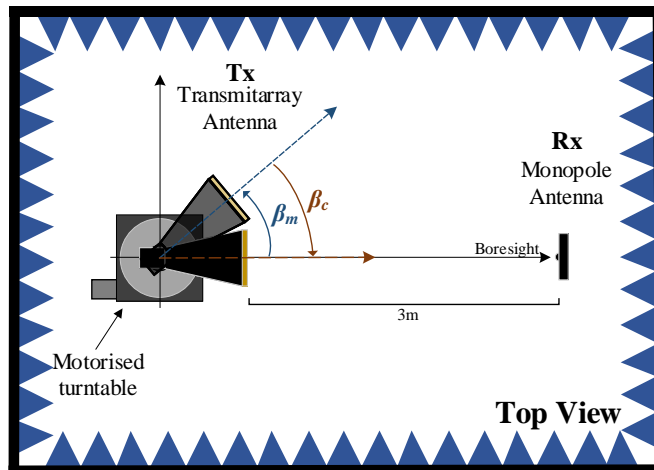 Tx
Transmitarray
Antenna
Rx
Monopole
Antenna
βm
βc
Boresight
3m
Motorised
turntable
Top View